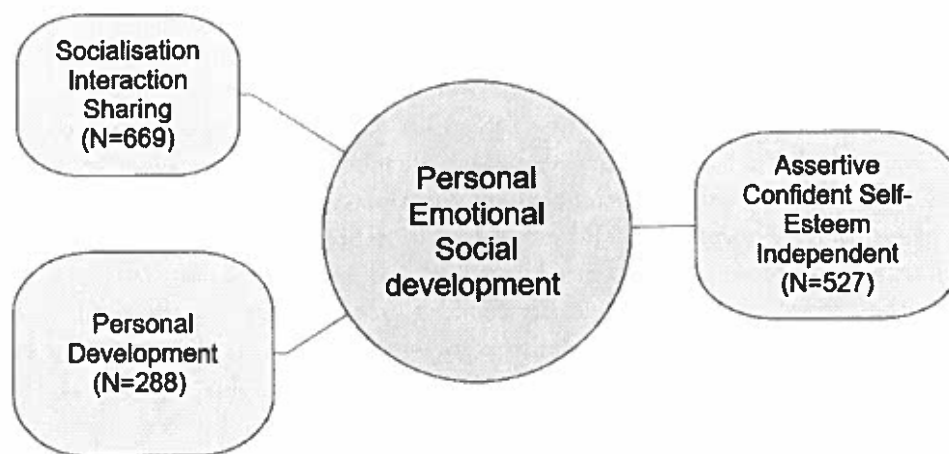 Socialisation
Interaction
Sharing
(N=669)
Personal
Emotional
Social
development
Assertive
Confident Self-
Esteem
Independent
(N=527)
Personal
Development
(N=288)